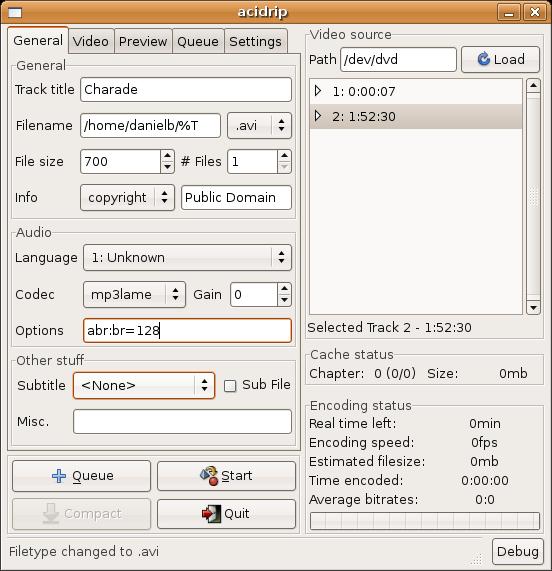 acidrip
General Video Preview Queue Settings
General
Track title Charade
Filename /home/danielb/%T .avi
File size 700 # Files 1
Info copyright Public Domain
Audio
Language 1: Unknown
Codec mp3lame Gain 0
Options abr:br=128
Other stuff
Subtitle <None> Sub File
Misc.
Queue Start
Compact Quit
Filetype changed to .avi
Video source
Path /dev/dvd Load
1: 0:00:07
2: 1:52:30
Selected Track 2 - 1:52:30
Cache status
Chapter: 0 (0/0) Size: 0mb
Encoding status
Real time left: 0min
Encoding speed: 0fps
Estimated filesize: 0mb
Time encoded: 0:00:00
Average bitrates: 0:0
Debug